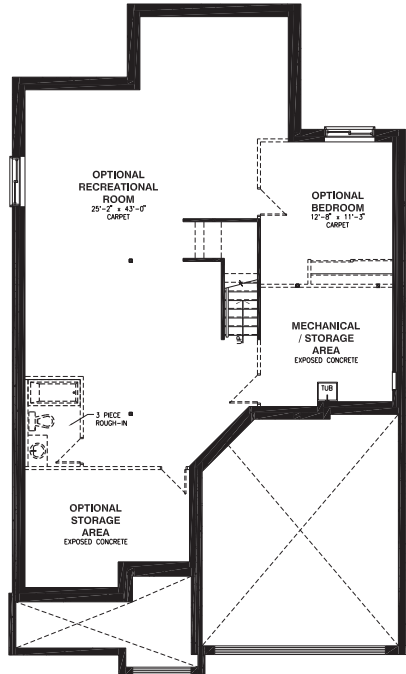 OPTIONAL
RECREATIONAL
ROOM
25'-2" x 43'-0"
CARPET
OPTIONAL
BEDROOM
12'-8" x 11'-3"
CARPET
MECHANICAL
/ STORAGE
AREA
EXPOSED CONCRETE
TUB
3 PIECE
ROUGH-IN
OPTIONAL
STORAGE
AREA
EXPOSED CONCRETE